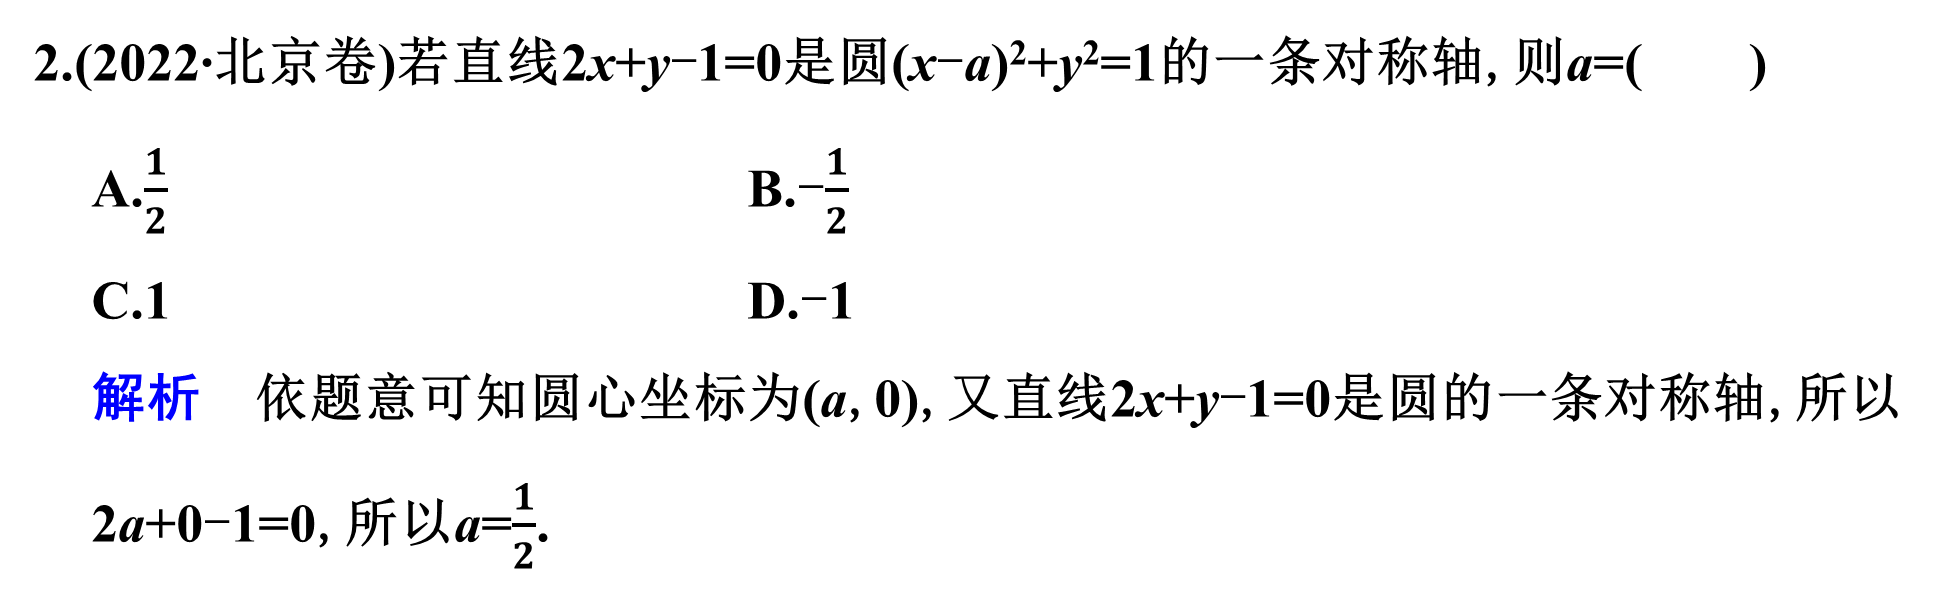 2.(2022·北京卷)若直线2x+y−1=0是圆(x−a)²+y²=1的一条对称轴, 则a=(　　)
A.1/2　　B.−1/2
C.1　　D.−1
解析　依题意可知圆心坐标为(a, 0), 又直线2x+y−1=0是圆的一条对称轴, 所以
2a+0−1=0, 所以a=1/2.